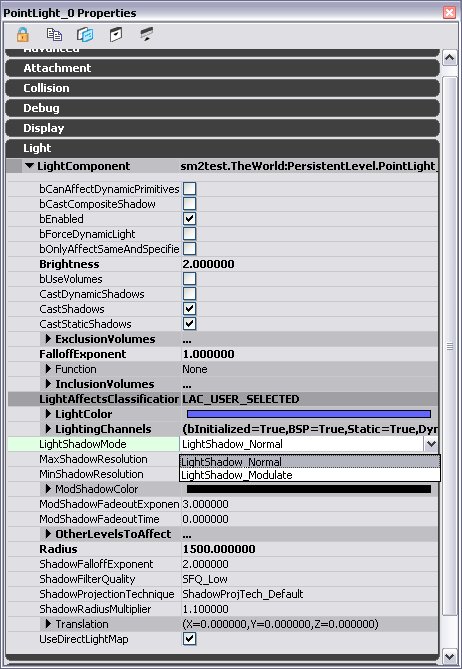 PointLight_0 Properties
Advanced
Attachment
Collision
Debug
Display
Light
LightComponent sm2test.TheWorld:PersistentLevel.PointLight_
bCanAffectDynamicPrimitives
bCastCompositeShadow
bEnabled
bForceDynamicLight
bOnlyAffectSameAndSpecifie
Brightness 2.000000
bUseVolumes
CastDynamicShadows
CastShadows
CastStaticShadows
ExclusionVolumes ...
FalloffExponent 1.000000
Function None
InclusionVolumes ...
LightAffectsClassification LAC_USER_SELECTED
LightColor
LightingChannels (bInitialized=True,BSP=True,Static=True,Dyr
LightShadowMode LightShadow_Normal
MaxShadowResolution LightShadow_Normal
MinShadowResolution LightShadow_Modulate
ModShadowColor
ModShadowFadeoutExponen 3.000000
ModShadowFadeoutTime 0.000000
OtherLevelsToAffect ...
Radius 1500.000000
ShadowFalloffExponent 2.000000
ShadowFilterQuality SFQ_Low
ShadowProjectionTechnique ShadowProjTech_Default
ShadowRadiusMultiplier 1.100000
Translation (X=0.000000,Y=0.000000,Z=0.000000)
UseDirectLightMap